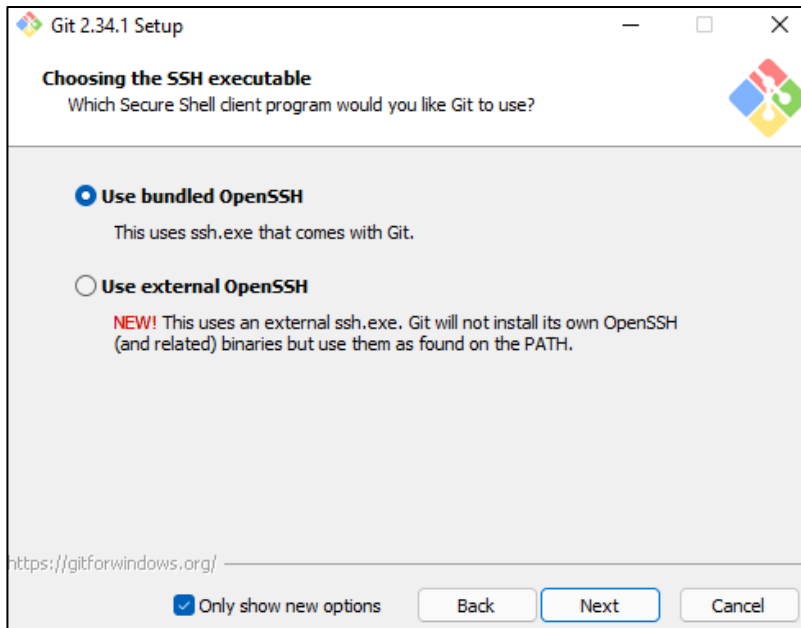 Git 2.34.1 Setup
Choosing the SSH executable
Which Secure Shell client program would you like Git to use?
Use bundled OpenSSH
This uses ssh.exe that comes with Git.
Use external OpenSSH
NEW! This uses an external ssh.exe. Git will not install its own OpenSSH
(and related) binaries but use them as found on the PATH.
https://gitforwindows.org/
Only show new options Back Next Cancel